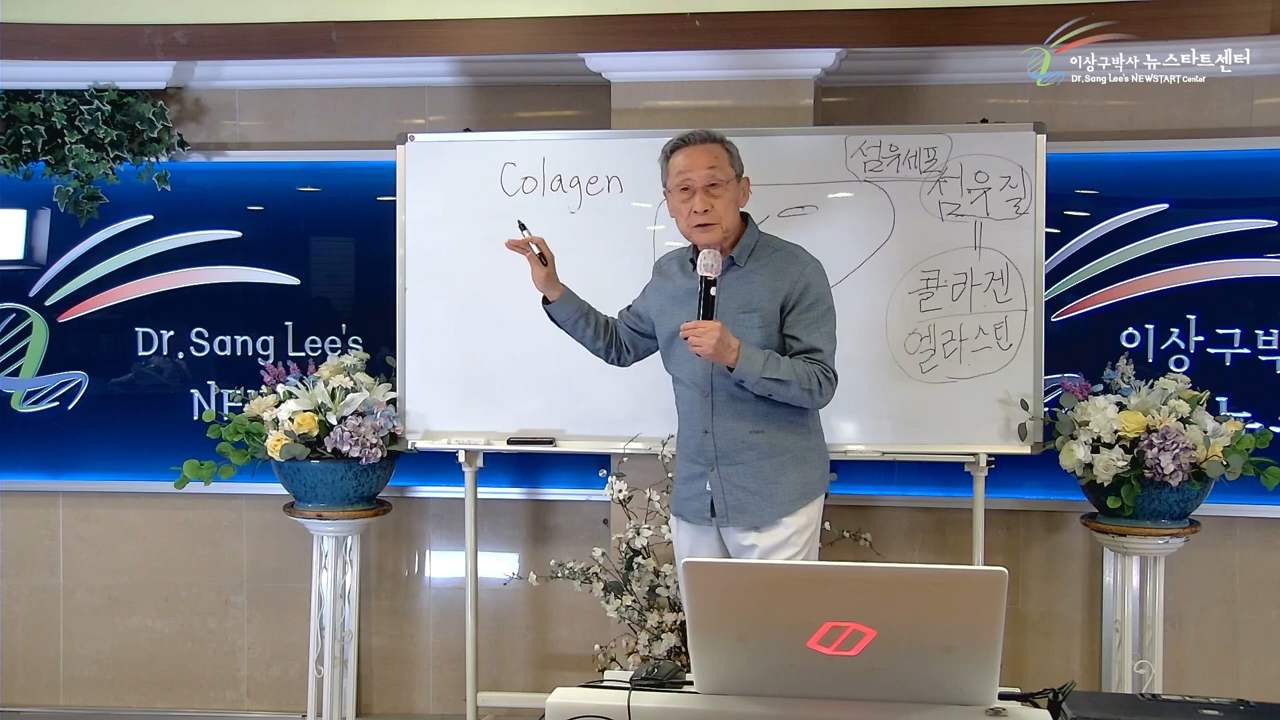 이상구박사 뉴스타트센터
Dr. Sang Lee's NEWSTART Center
Colagen
섬유세포
섬유질
콜라겐
엘라스틴
Dr.Sang Lee's
이상구박